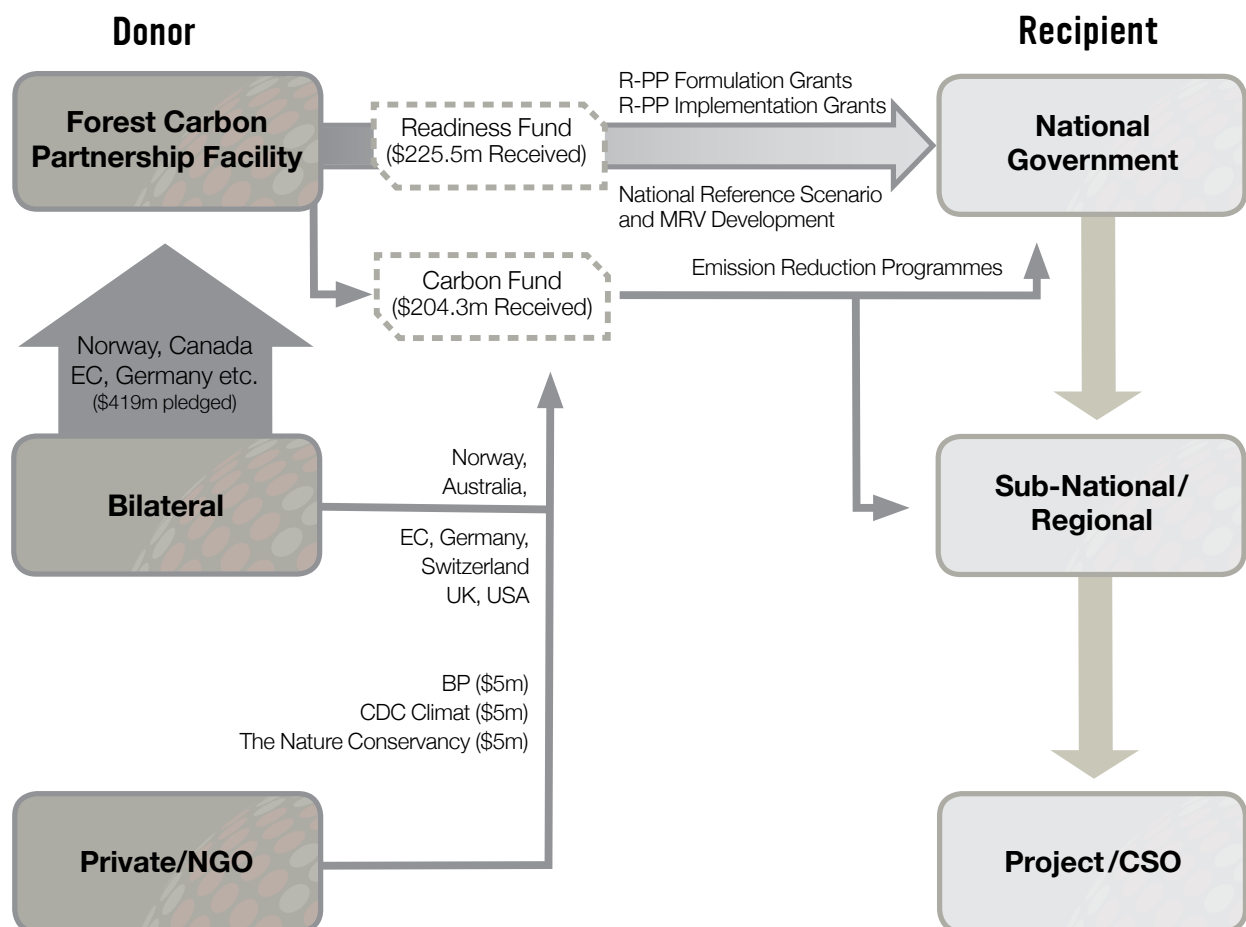 Donor
Recipient
Forest Carbon
Partnership Facility
Readiness Fund
($225.5m Received)
R-PP Formulation Grants
R-PP Implementation Grants
National
Government
National Reference Scenario
and MRV Development
Carbon Fund
($204.3m Received)
Emission Reduction Programmes
Norway, Canada
EC, Germany etc.
($419m pledged)
Bilateral
Norway,
Australia,
EC, Germany,
Switzerland
UK, USA
Sub-National/
Regional
BP ($5m)
CDC Climat ($5m)
The Nature Conservancy ($5m)
Private/NGO
Project/CSO